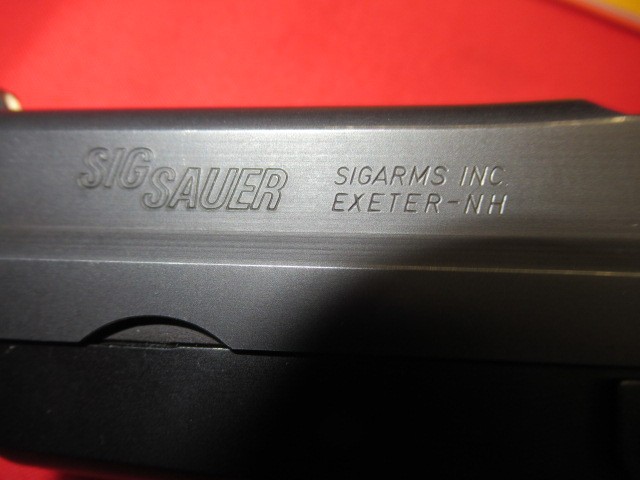 SIG
SAUER
SIGARMS INC.
EXETER-NH